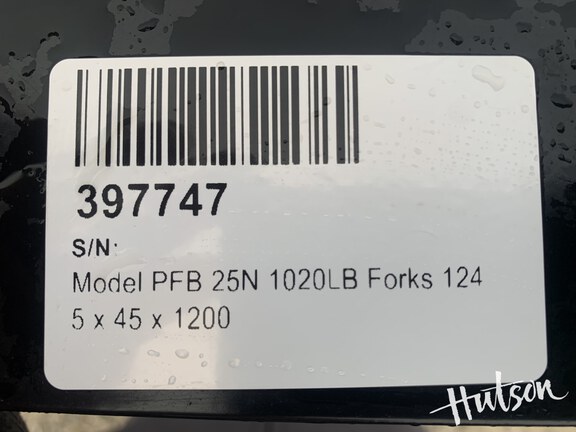 397747
S/N:
Model PFB 25N 1020LB Forks 124
5 x 45 x 1200
Hutson